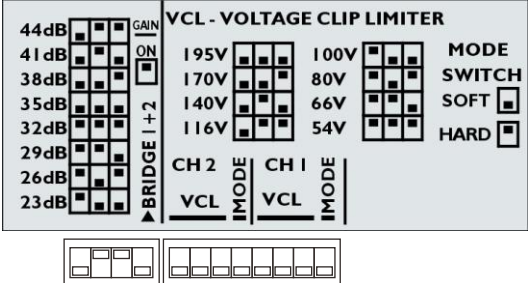 VCL - VOLTAGE CLIP LIMITER
44dB
41dB
38dB
35dB
32dB
29dB
26dB
23dB
GAIN
ON
▲BRIDGE 1+2
195V
170V
140V
116V
100V
80V
66V
54V
MODE
SWITCH
SOFT
HARD
CH 2
VCL
MODE
CH 1
VCL
MODE